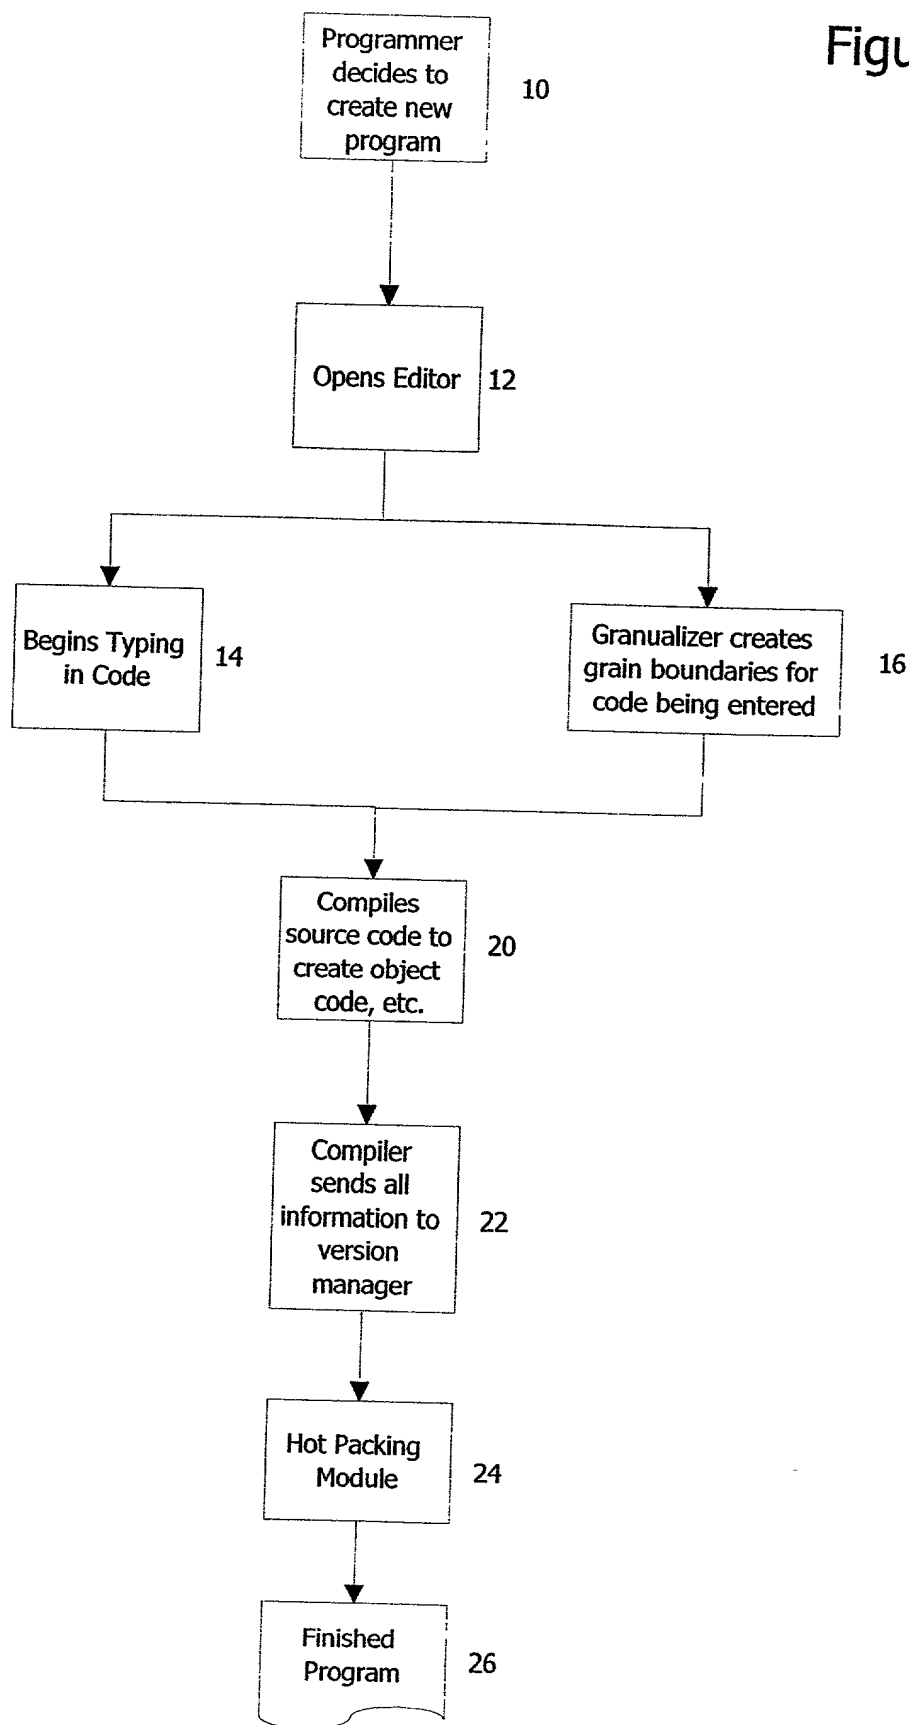 Programmer
decides to
create new
program
10
Opens Editor
12
Begins Typing
in Code
14
Granualizer creates
grain boundaries for
code being entered
16
Compiles
source code to
create object
code, etc.
20
Compiler
sends all
information to
version
manager
22
Hot Packing
Module
24
Finished
Program
26